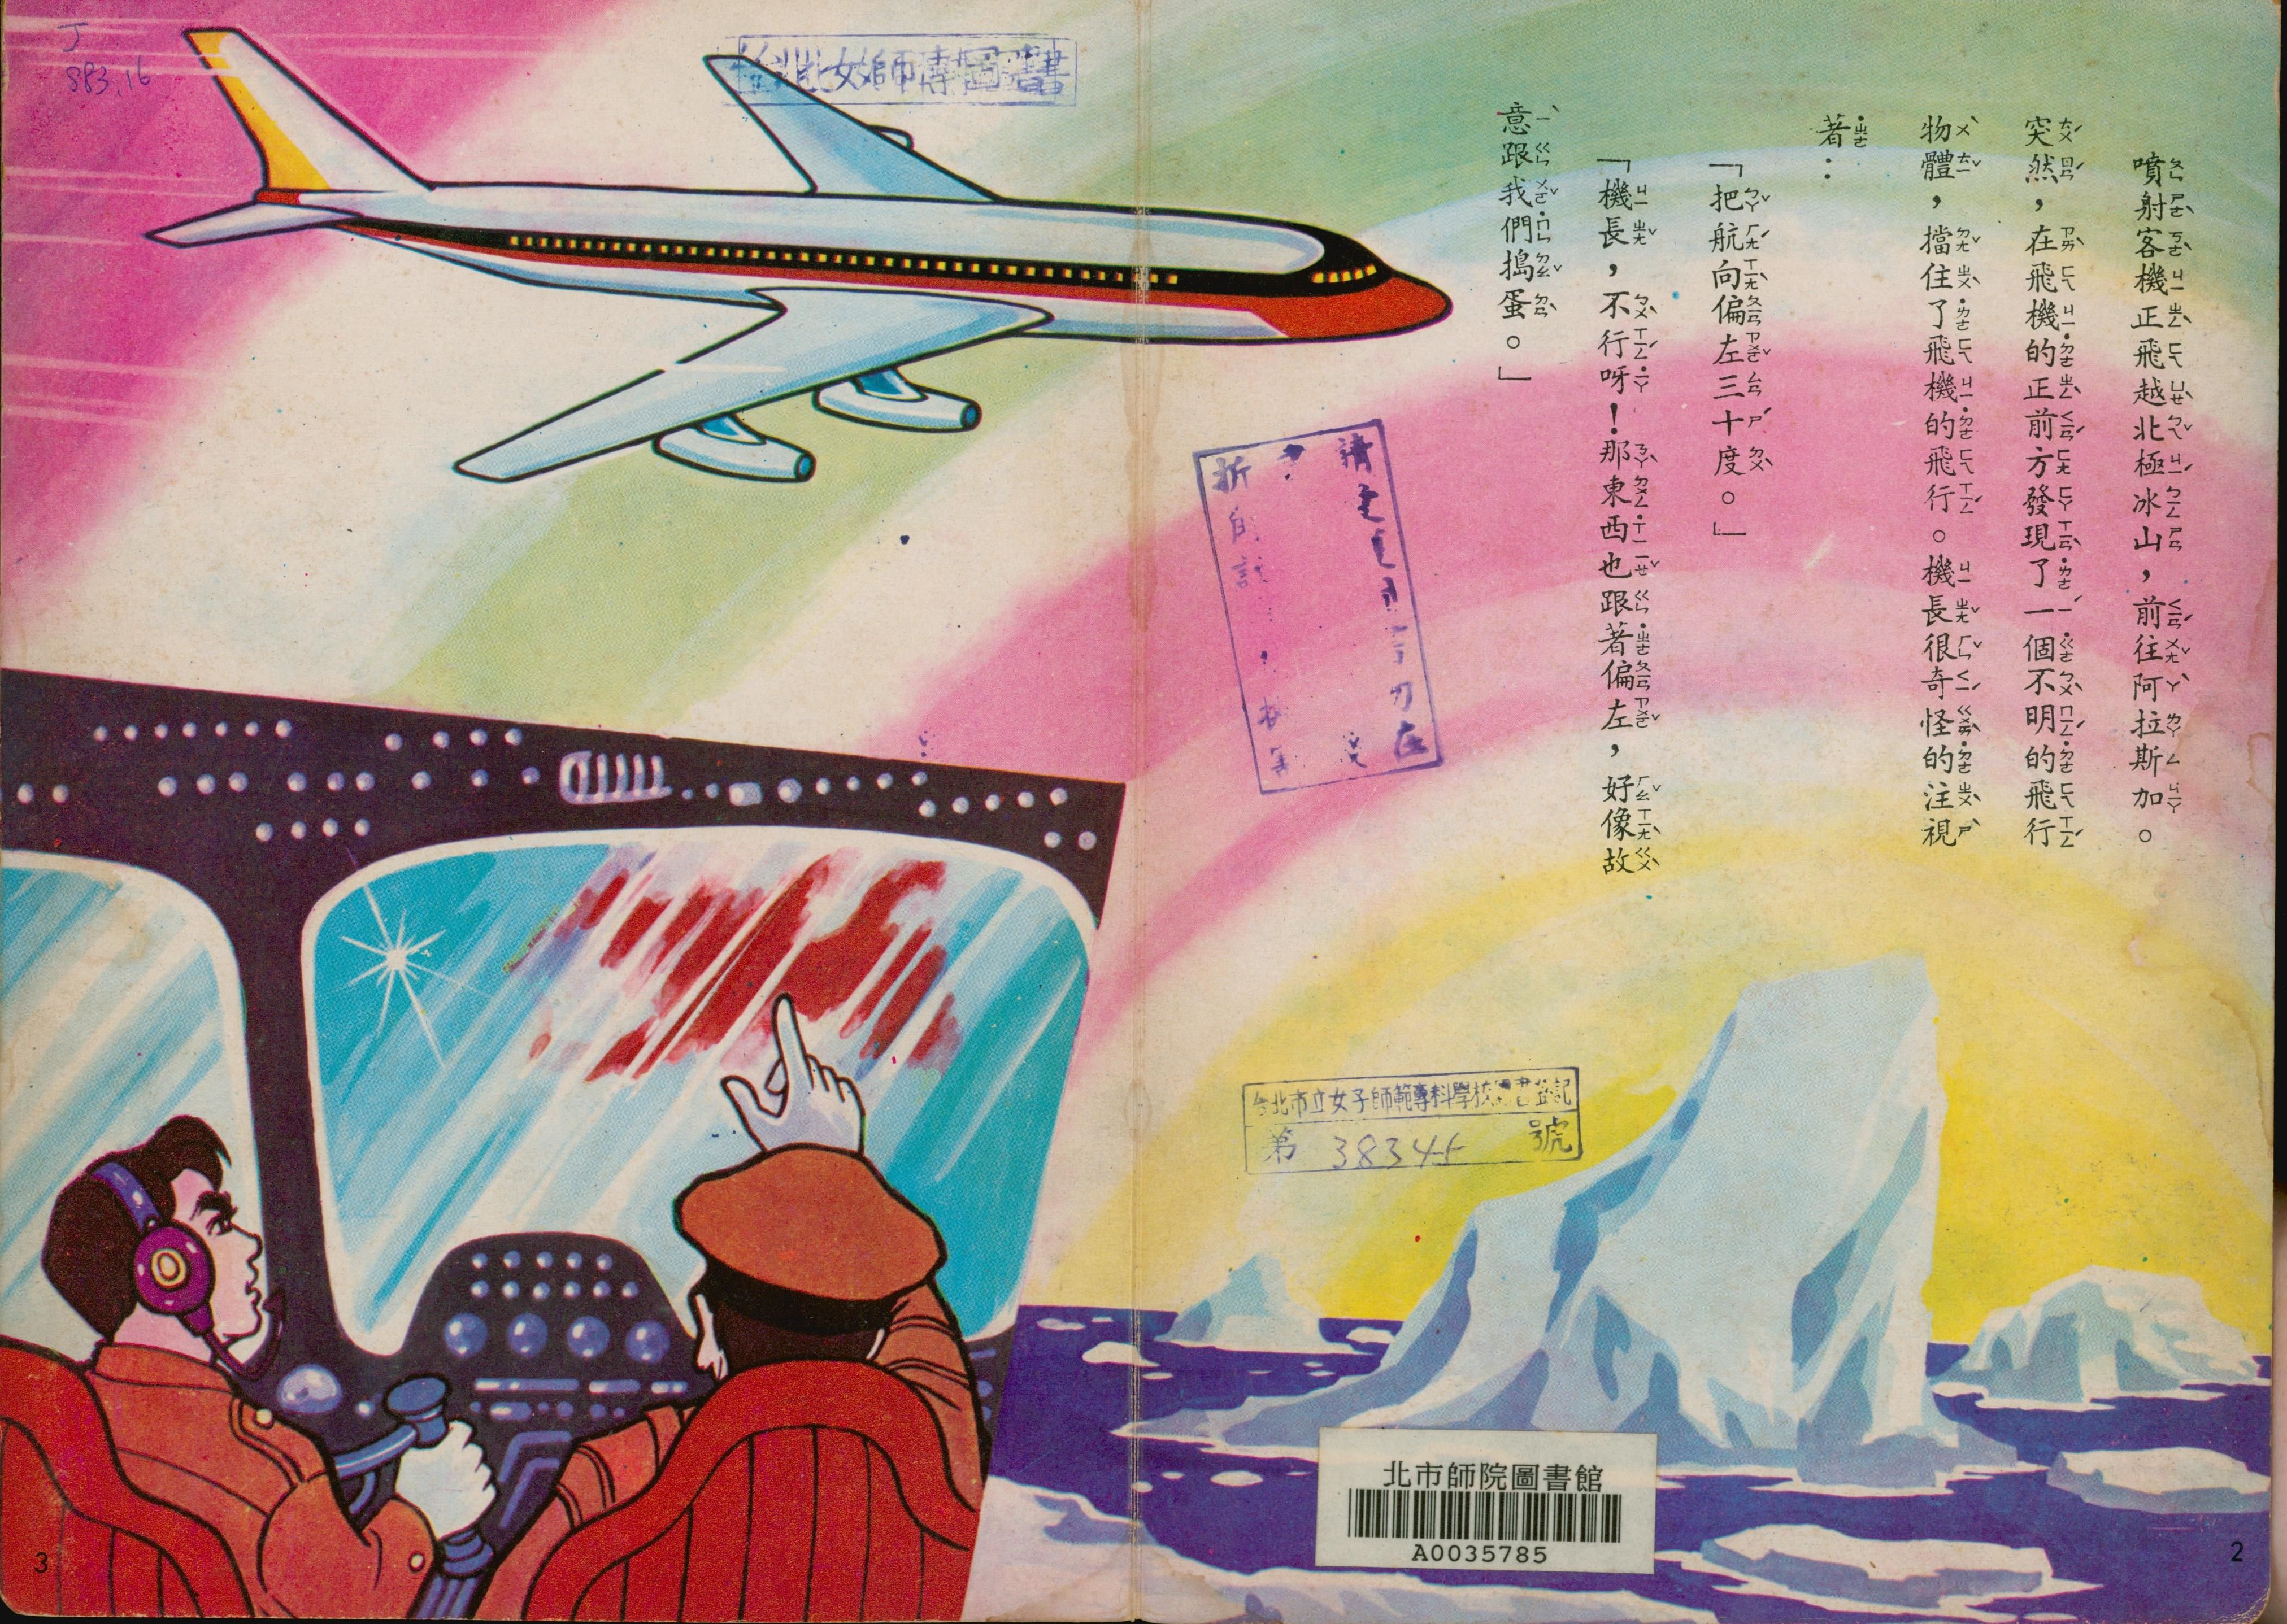 噴射客機正飛越北極冰山，前往阿拉斯加。
突然，在飛機的正前方發現了一個不明的飛行
物體，擋住了飛機的飛行。機長很奇怪的注視
著：
「把航向偏左三十度。」
「機長，不行呀！那東西也跟著偏左，好像故
意跟我們搗蛋。」
2
3
J
883.16
台北女師專圖書
台北市立女子師範專科學校圖書登記
第 38344 號
北市師院圖書館
A0035785